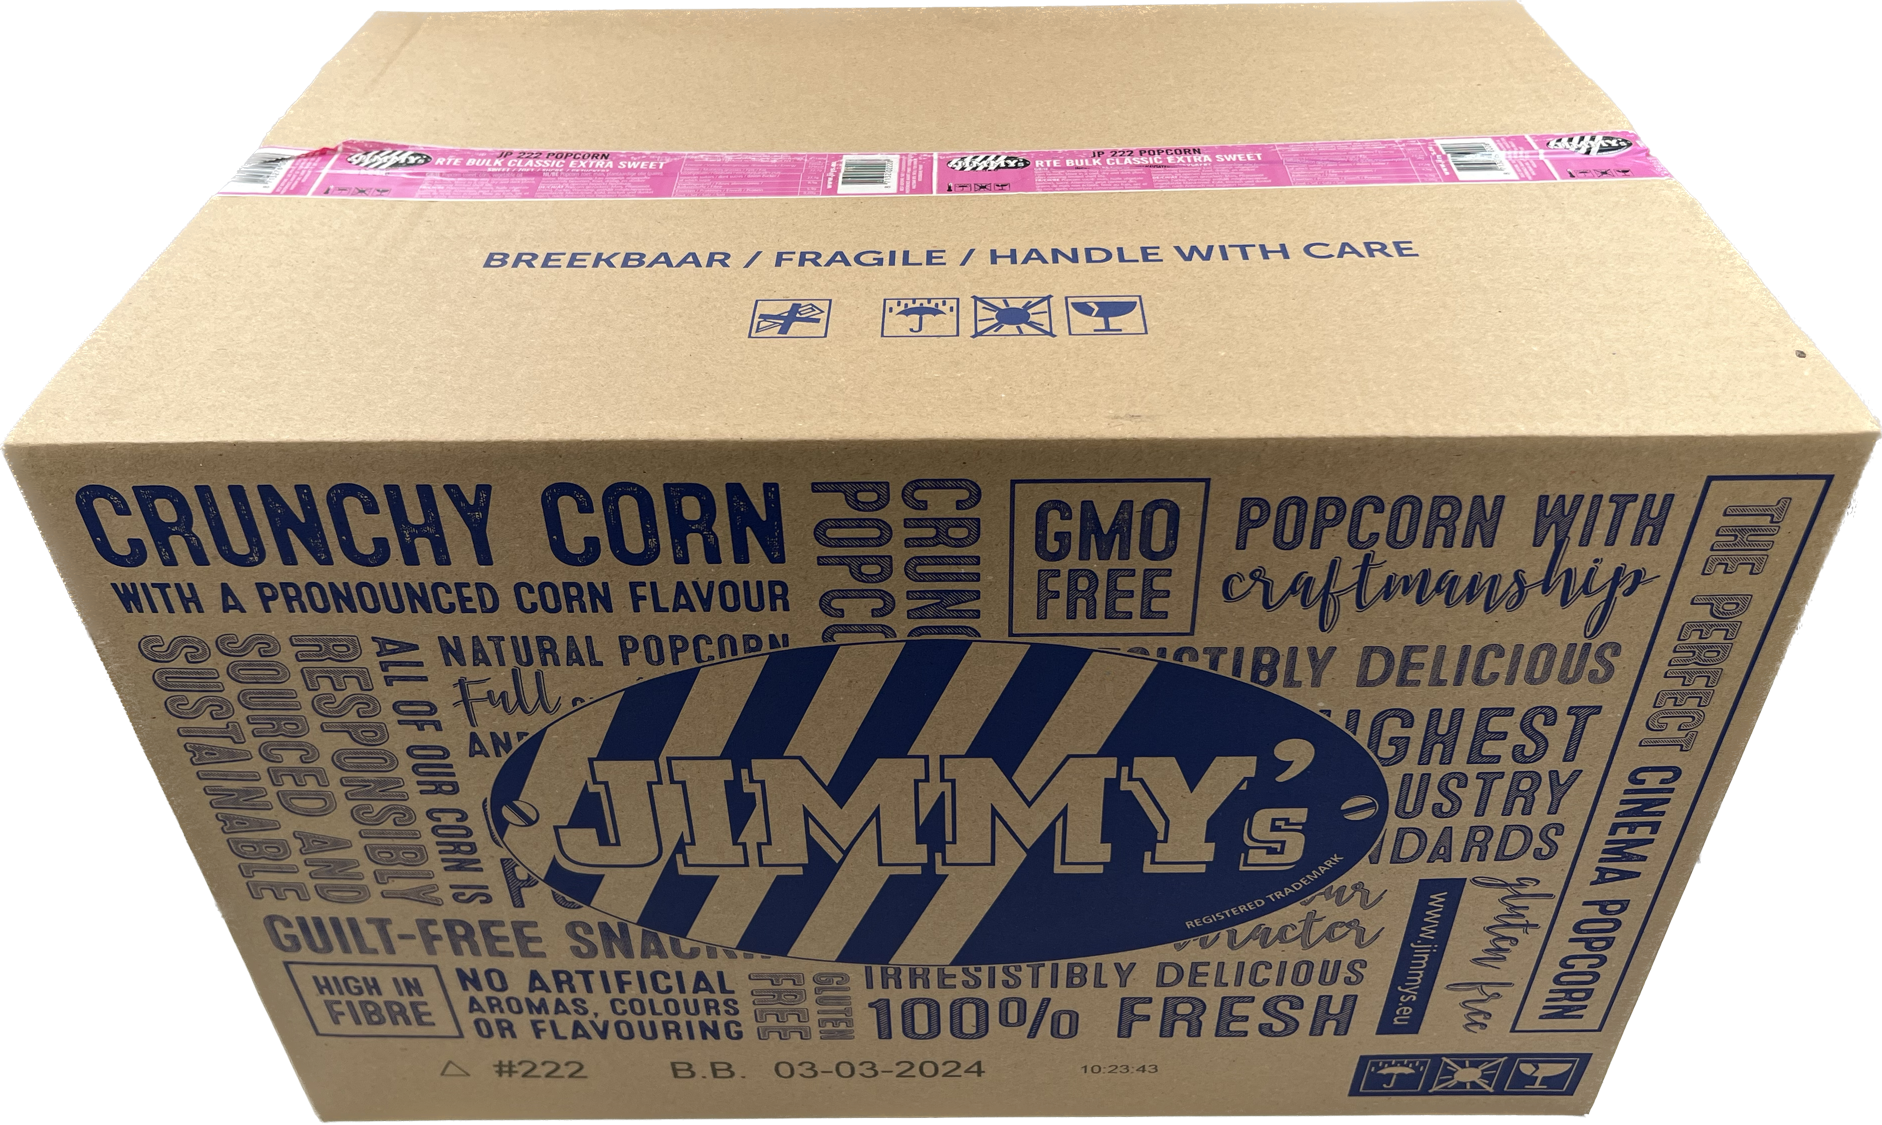 JP 222 POPCORN
RTE BULK CLASSIC EXTRA SWEET
JP 222 POPCORN
JIMMY's RTE BULK CLASSIC EXTRA SWEET
BREEKBAAR / FRAGILE / HANDLE WITH CARE
CRUNCHY CORN
WITH A PRONOUNCED CORN FLAVOUR
GMO
FREE
POPCORN WITH
craftmanship
THE PERFECT CINEMA POPCORN
SUSTAINABLE
SOURCED AND
RESPONSIBLY
ALL OF OUR CORN IS
NATURAL POPCORN
Full
DELICIOUS
JIMMY's
REGISTERED TRADEMARK
GUILT-FREE
HIGH IN
FIBRE
NO ARTIFICIAL
AROMAS, COLOURS
OR FLAVOURING
GLUTEN
FREE
IRRESISTIBLY DELICIOUS
100% FRESH
www.jimmys.eu
gluten free
#222 B.B. 03-03-2024 10:23:43